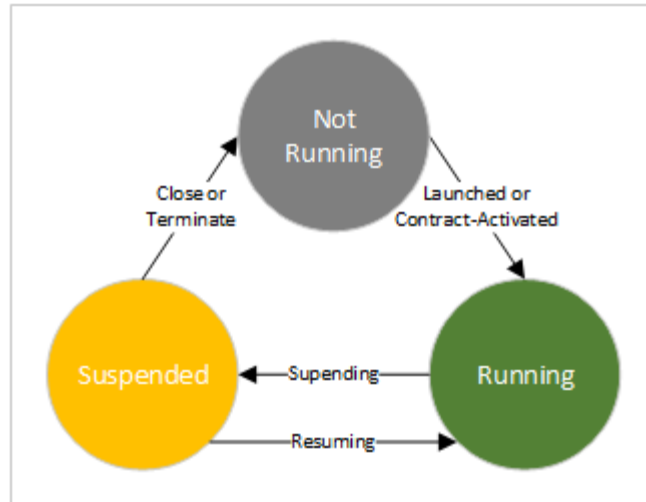 Not
Running
Close or
Terminate
Launched or
Contract-Activated
Suspended
Supending
Running
Resuming